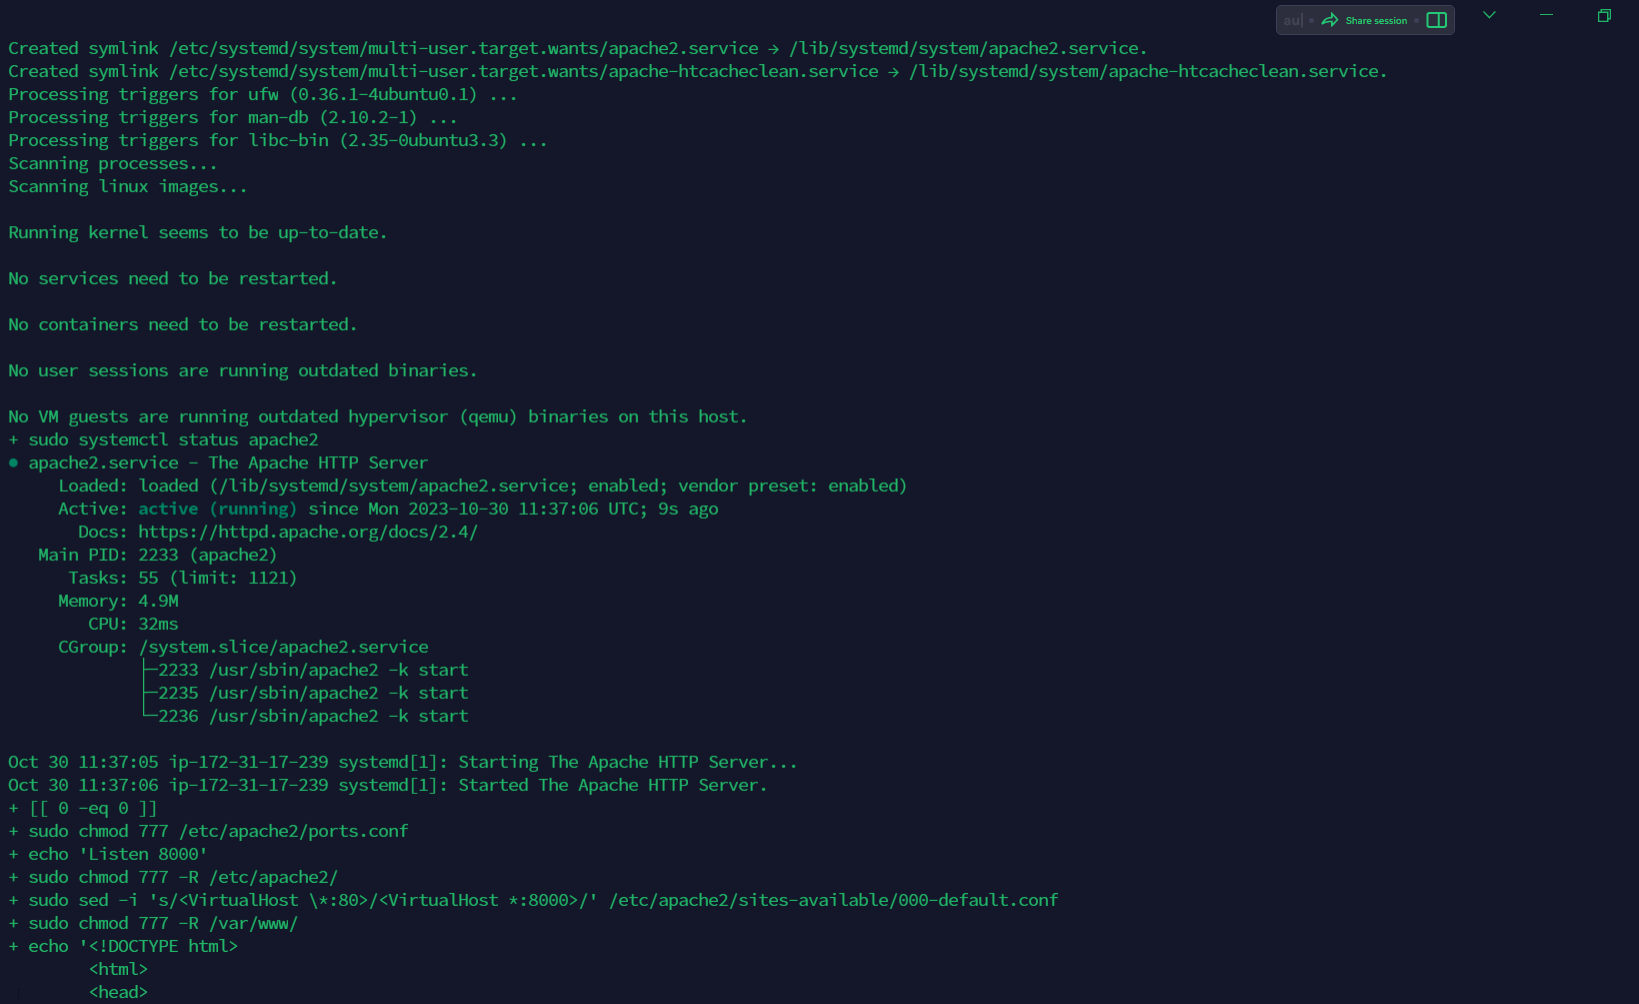 au
Share session
Created symlink /etc/systemd/system/multi-user.target.wants/apache2.service → /lib/systemd/system/apache2.service.
Created symlink /etc/systemd/system/multi-user.target.wants/apache-htcacheclean.service → /lib/systemd/system/apache-htcacheclean.service.
Processing triggers for ufw (0.36.1-4ubuntu0.1) ...
Processing triggers for man-db (2.10.2-1) ...
Processing triggers for libc-bin (2.35-0ubuntu3.3) ...
Scanning processes...
Scanning linux images...
Running kernel seems to be up-to-date.
No services need to be restarted.
No containers need to be restarted.
No user sessions are running outdated binaries.
No VM guests are running outdated hypervisor (qemu) binaries on this host.
+ sudo systemctl status apache2
● apache2.service - The Apache HTTP Server
     Loaded: loaded (/lib/systemd/system/apache2.service; enabled; vendor preset: enabled)
     Active: active (running) since Mon 2023-10-30 11:37:06 UTC; 9s ago
       Docs: https://httpd.apache.org/docs/2.4/
   Main PID: 2233 (apache2)
      Tasks: 55 (limit: 1121)
     Memory: 4.9M
        CPU: 32ms
     CGroup: /system.slice/apache2.service
             ├─2233 /usr/sbin/apache2 -k start
             ├─2235 /usr/sbin/apache2 -k start
             └─2236 /usr/sbin/apache2 -k start
Oct 30 11:37:05 ip-172-31-17-239 systemd[1]: Starting The Apache HTTP Server...
Oct 30 11:37:06 ip-172-31-17-239 systemd[1]: Started The Apache HTTP Server.
+ [[ 0 -eq 0 ]]
+ sudo chmod 777 /etc/apache2/ports.conf
+ echo 'Listen 8000'
+ sudo chmod 777 -R /etc/apache2/
+ sudo sed -i 's/<VirtualHost \*:80>/<VirtualHost *:8000>/' /etc/apache2/sites-available/000-default.conf
+ sudo chmod 777 -R /var/www/
+ echo '<!DOCTYPE html>
        <html>
        <head>